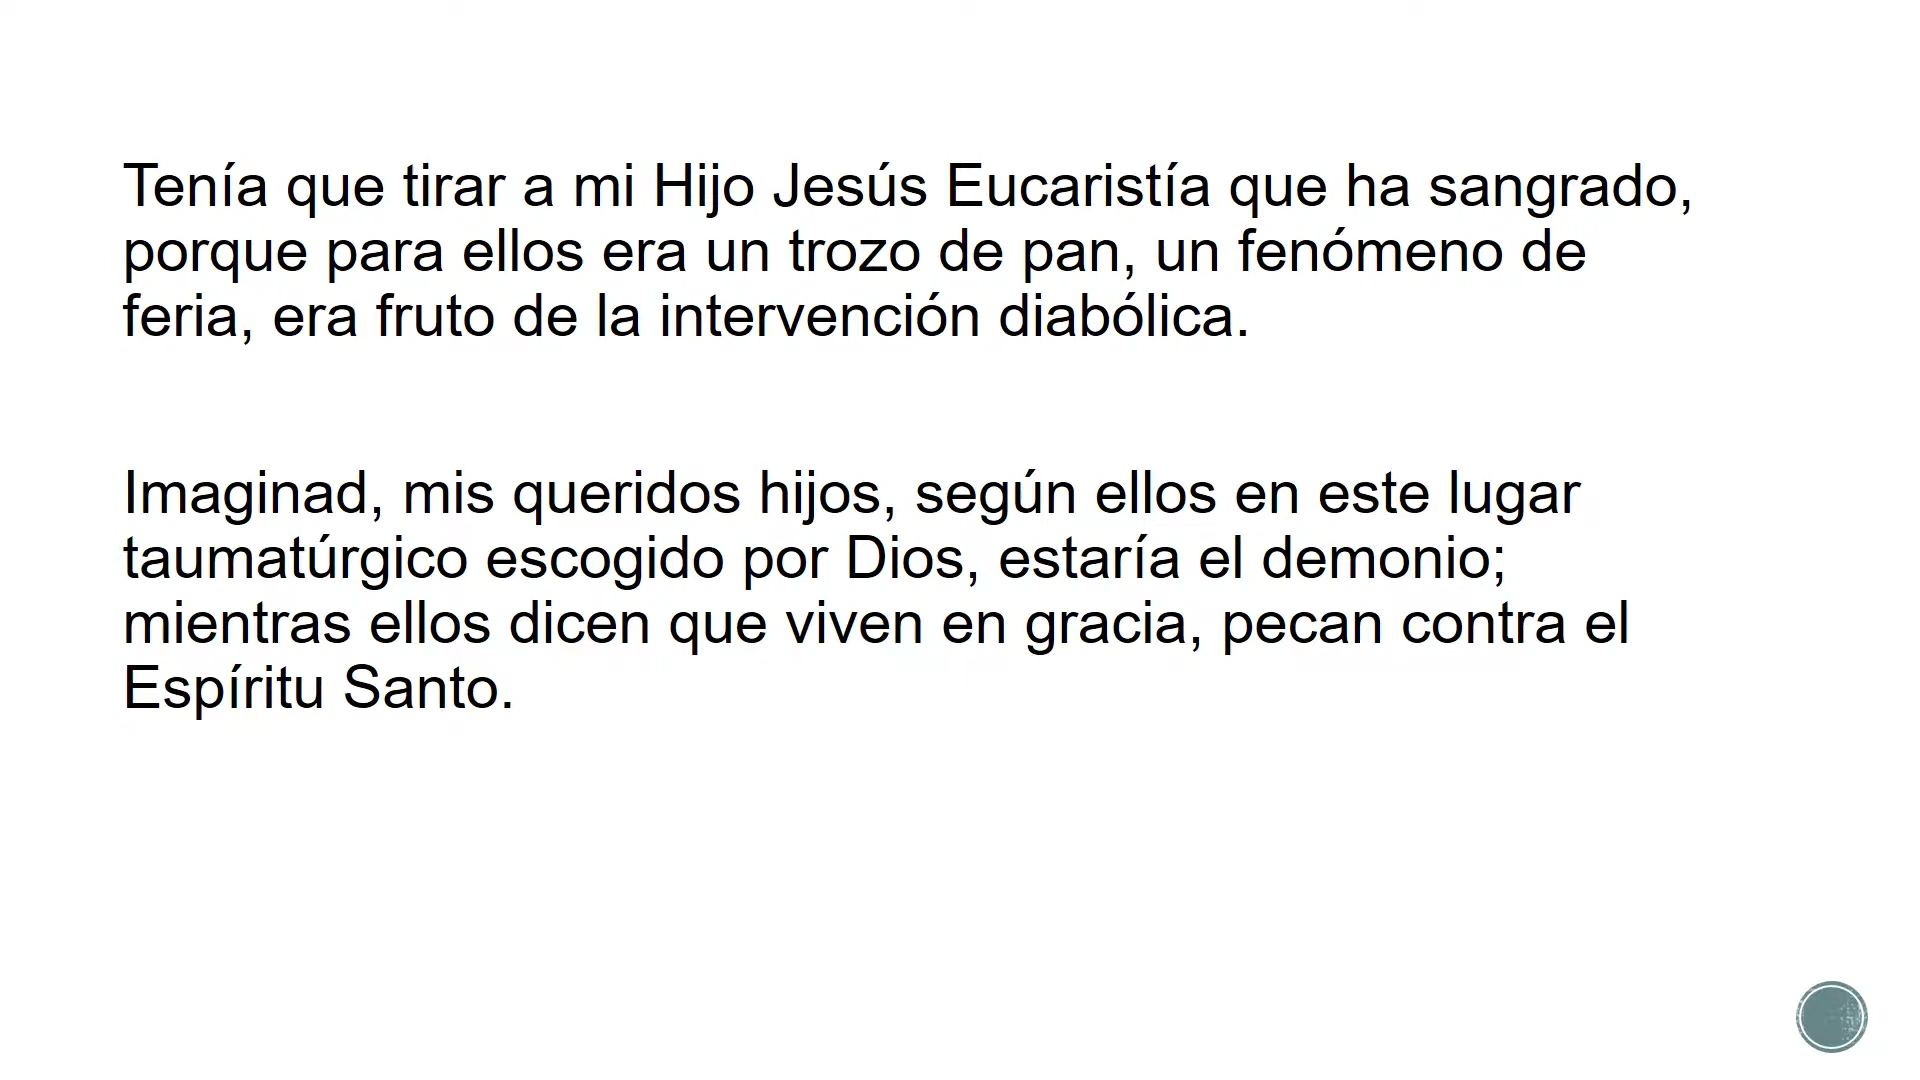 Tenía que tirar a mi Hijo Jesús Eucaristía que ha sangrado,
porque para ellos era un trozo de pan, un fenómeno de
feria, era fruto de la intervención diabólica.
Imaginad, mis queridos hijos, según ellos en este lugar
taumatúrgico escogido por Dios, estaría el demonio;
mientras ellos dicen que viven en gracia, pecan contra el
Espíritu Santo.